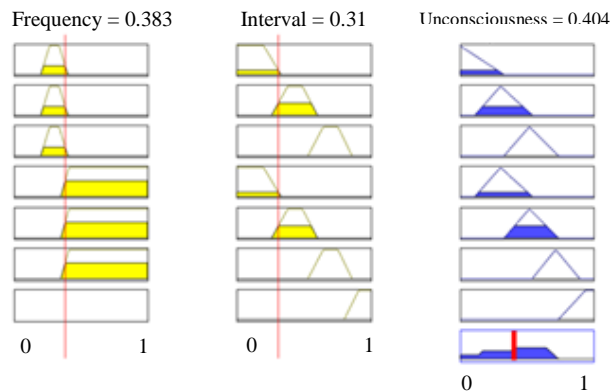 Frequency = 0.383
Interval = 0.31
Unconsciousness = 0.404
0 1
0 1
0 1